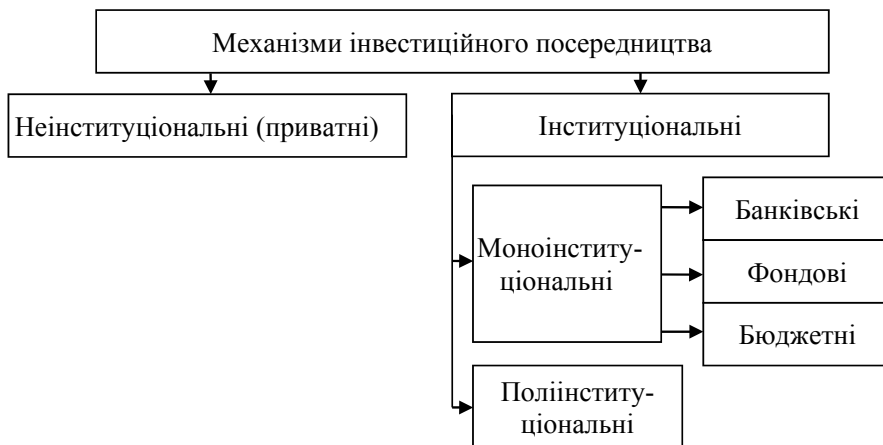 Механізми інвестиційного посередництва
Неінституціональні (приватні)
Інституціональні
Моноінститу-
ціональні
Банківські
Фондові
Бюджетні
Поліінститу-
ціональні